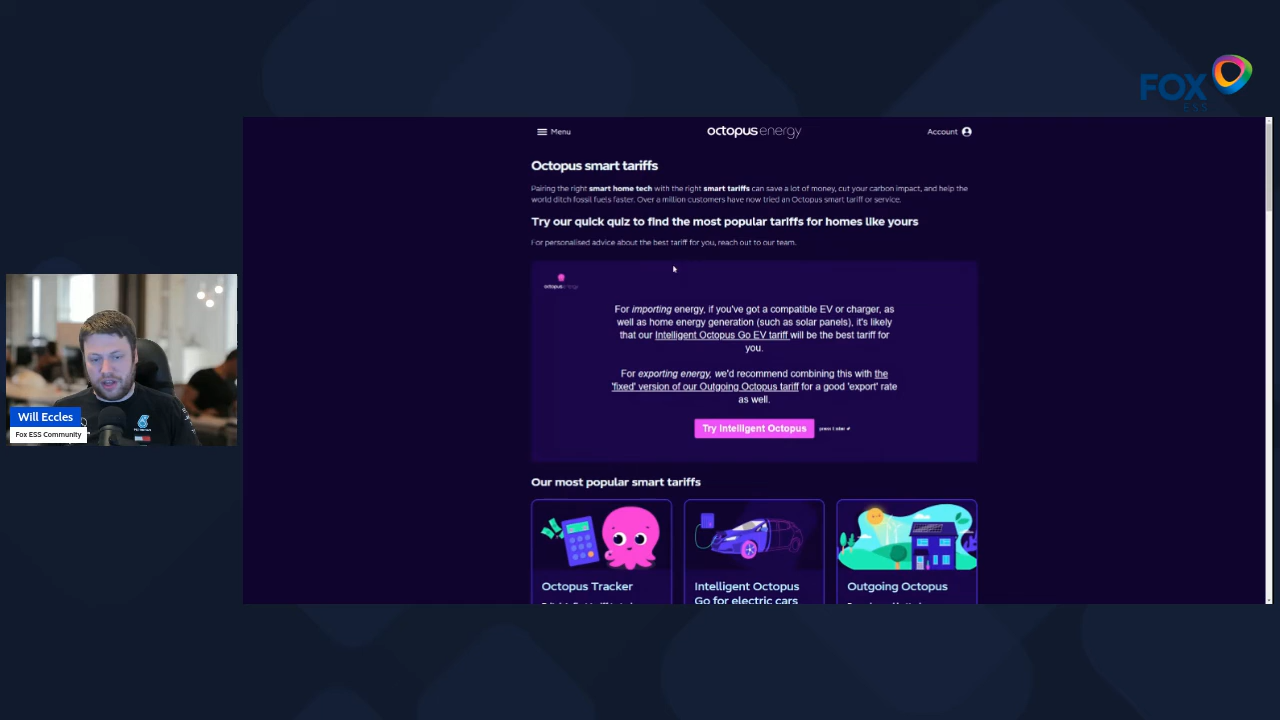 FOX
ESS
Menu
octopus energy
Account
Octopus smart tariffs
Pairing the right smart home tech with the right smart tariffs can save a lot of money, cut your carbon impact, and help the
world ditch fossil fuels faster. Over a million customers have now tried an Octopus smart tariff or service.
Try our quick quiz to find the most popular tariffs for homes like yours
For personalised advice about the best tariff for you, reach out to our team.
octopus energy
For importing energy, if you've got a compatible EV or charger, as
well as home energy generation (such as solar panels), it's likely
that our Intelligent Octopus Go EV tariff will be the best tariff for
you.
For exporting energy, we'd recommend combining this with the
'fixed' version of our Outgoing Octopus tariff for a good 'export' rate
as well.
Try Intelligent Octopus
press Enter ↵
Our most popular smart tariffs
Octopus Tracker
Intelligent Octopus
Go for electric cars
Outgoing Octopus
Will Eccles
Fox ESS Community